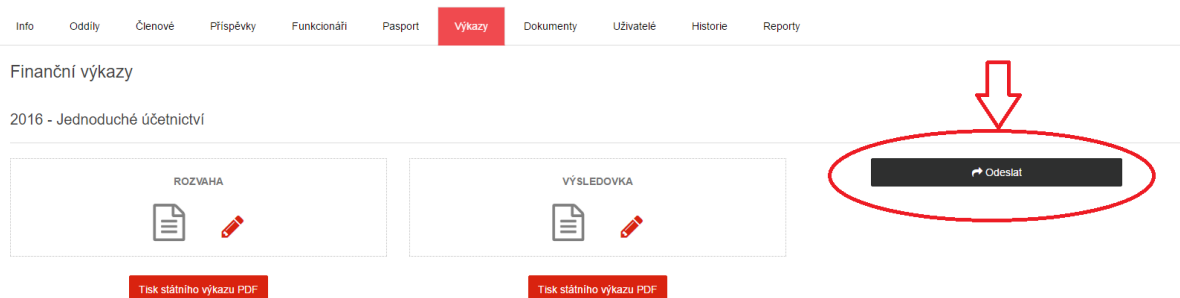 Info Oddíly Členové Příspěvky Funkcionáři Pasport Výkazy Dokumenty Uživatelé Historie Reporty
Finanční výkazy
2016 - Jednoduché účetnictví
ROZVAHA
VÝSLEDOVKA
Odeslat
Tisk státního výkazu PDF
Tisk státního výkazu PDF